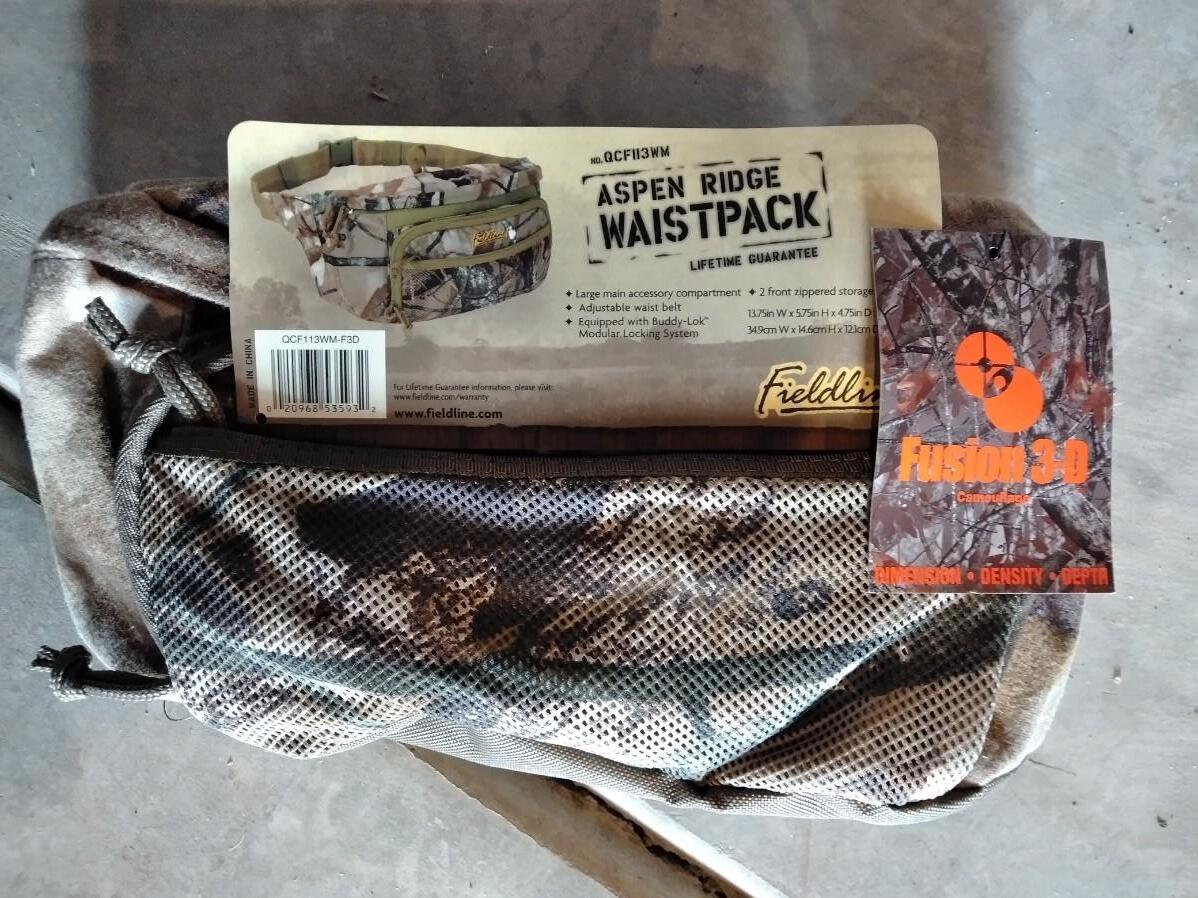 NO. QCF113WM
ASPEN RIDGE
WAISTPACK
LIFETIME GUARANTEE
Fieldline
✦ Large main accessory compartment ✦ 2 front zippered storage
✦ Adjustable waist belt
✦ Equipped with Buddy-Lok™
Modular Locking System
13.75in W x 5.75in H x 4.75in D
34.9cm W x 14.6cm H x 12.1cm D
MADE IN CHINA
QCF113WM-F3D
0 20968 53593 2
For Lifetime Guarantee information, please visit:
www.fieldline.com/warranty
www.fieldline.com
Fieldlin
Fusion 3-D
Camouflage
DIMENSION • DENSITY • DEPTH